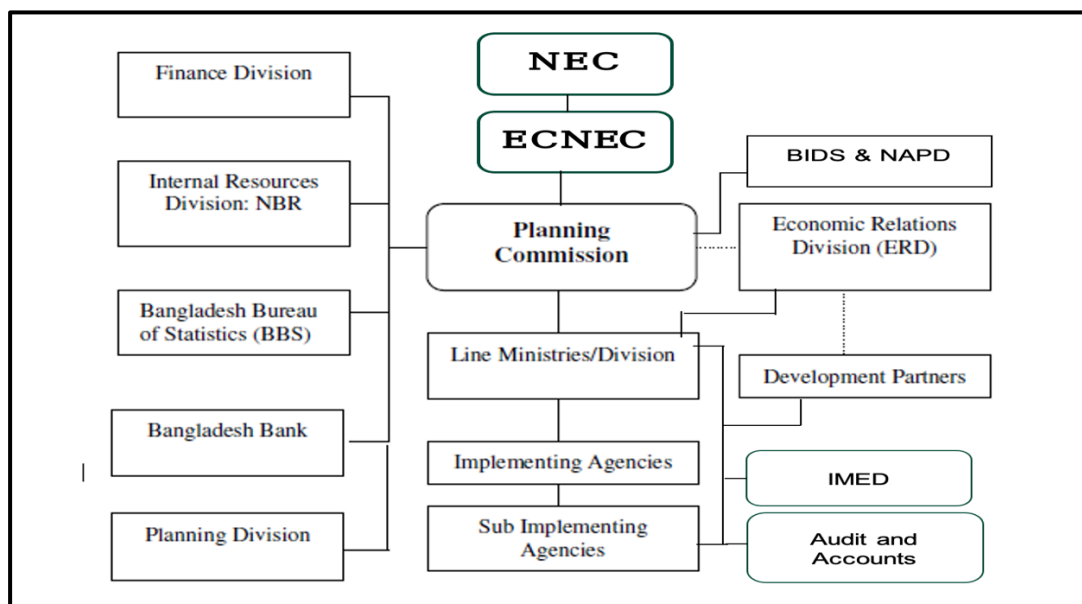 NEC
ECNEC
Finance Division
Internal Resources
Division: NBR
Bangladesh Bureau
of Statistics (BBS)
Bangladesh Bank
Planning Division
Planning
Commission
Line Ministries/Division
Implementing Agencies
Sub Implementing
Agencies
BIDS & NAPD
Economic Relations
Division (ERD)
Development Partners
IMED
Audit and
Accounts